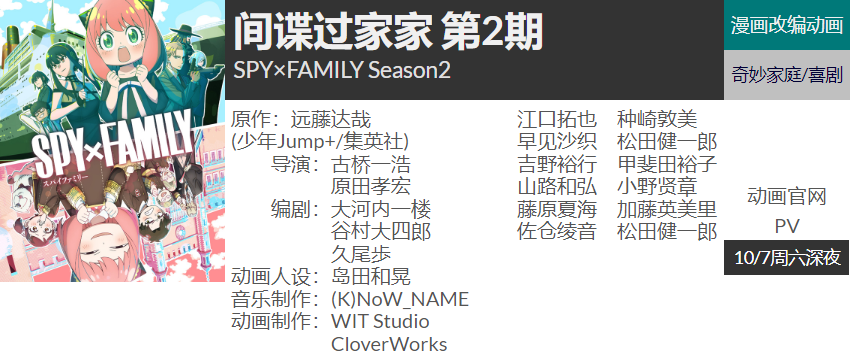 间谍过家家 第2期
SPY×FAMILY Season2
漫画改编动画
奇妙家庭/喜剧
SPY×FAMILY
スパイファミリー
原作：远藤达哉
(少年Jump+/集英社)
导演：古桥一浩
原田孝宏
编剧：大河内一楼
谷村大四郎
久尾歩
动画人设：岛田和晃
音乐制作：(K)NoW_NAME
动画制作：WIT Studio
CloverWorks
江口拓也 种崎敦美
早见沙织 松田健一郎
吉野裕行 甲斐田裕子
山路和弘 小野贤章
藤原夏海 加藤英美里
佐仓绫音 松田健一郎
动画官网
PV
10/7周六深夜